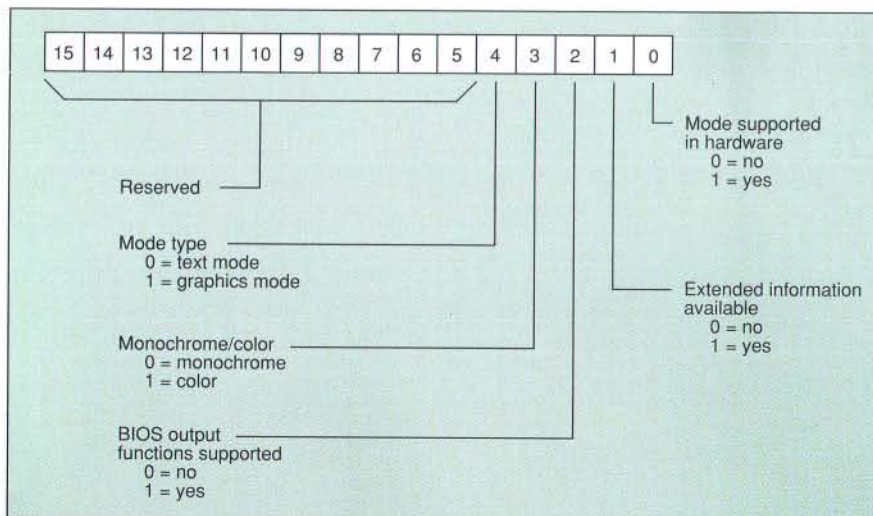 15 14 13 12 11 10 9 8 7 6 5 4 3 2 1 0
Mode supported
in hardware
0 = no
1 = yes
Reserved
Mode type
0 = text mode
1 = graphics mode
Extended information
available
0 = no
1 = yes
Monochrome/color
0 = monochrome
1 = color
BIOS output
functions supported
0 = no
1 = yes